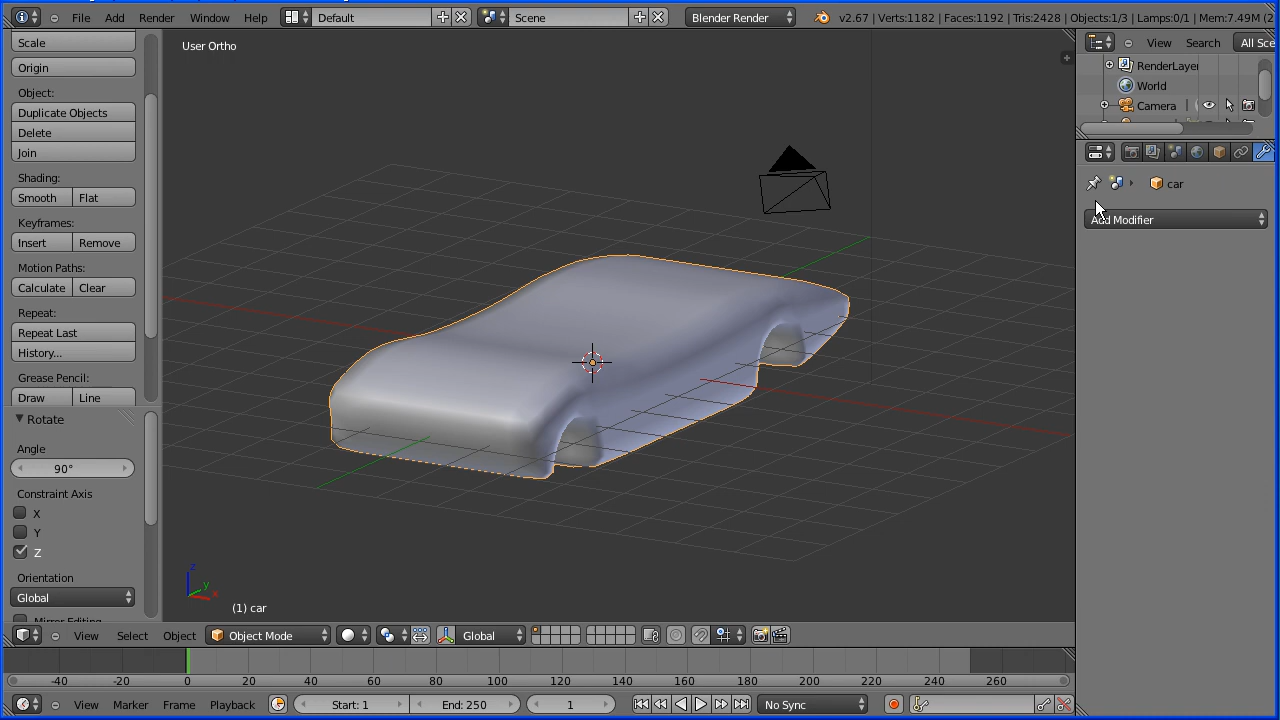 File Add Render Window Help Default Scene Blender Render v2.67 | Verts:1182 | Faces:1192 | Tris:2428 | Objects:1/3 | Lamps:0/1 | Mem:7.49M (2
Scale
Origin
Object:
Duplicate Objects
Delete
Join
Shading:
Smooth Flat
Keyframes:
Insert Remove
Motion Paths:
Calculate Clear
Repeat:
Repeat Last
History...
Grease Pencil:
Draw Line
Rotate
Angle
90°
Constraint Axis
X
Y
Z
Orientation
Global
Mirror Editing
User Ortho
z
y
x
(1) car
View Search All Sce
RenderLayer
World
Camera
car
Add Modifier
View Select Object Object Mode Global
-40 -20 0 20 40 60 80 100 120 140 160 180 200 220 240 260
View Marker Frame Playback Start: 1 End: 250 1 No Sync